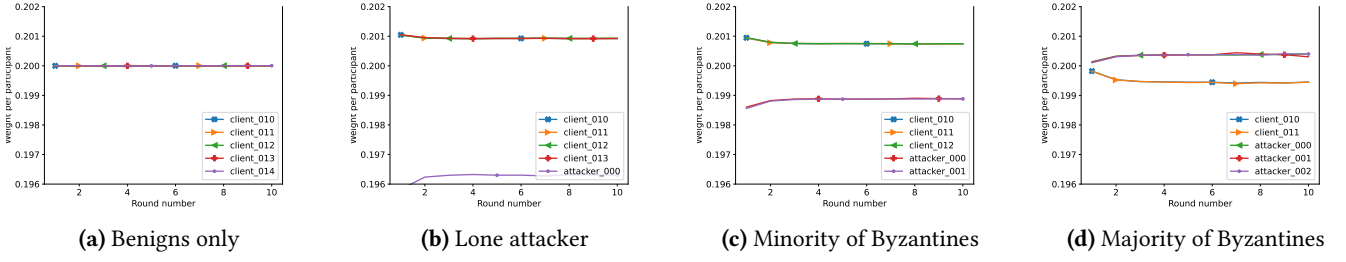 0.202
0.201
0.200
0.199
0.198
0.197
0.196
weight per participant
client_010
client_011
client_012
client_013
client_014
2 4 6 8 10
Round number
(a) Benigns only
0.202
0.201
0.200
0.199
0.198
0.197
0.196
weight per participant
client_010
client_011
client_012
client_013
attacker_000
2 4 6 8 10
Round number
(b) Lone attacker
0.202
0.201
0.200
0.199
0.198
0.197
0.196
weight per participant
client_010
client_011
client_012
attacker_000
attacker_001
2 4 6 8 10
Round number
(c) Minority of Byzantines
0.202
0.201
0.200
0.199
0.198
0.197
0.196
weight per participant
client_010
client_011
attacker_000
attacker_001
attacker_002
2 4 6 8 10
Round number
(d) Majority of Byzantines